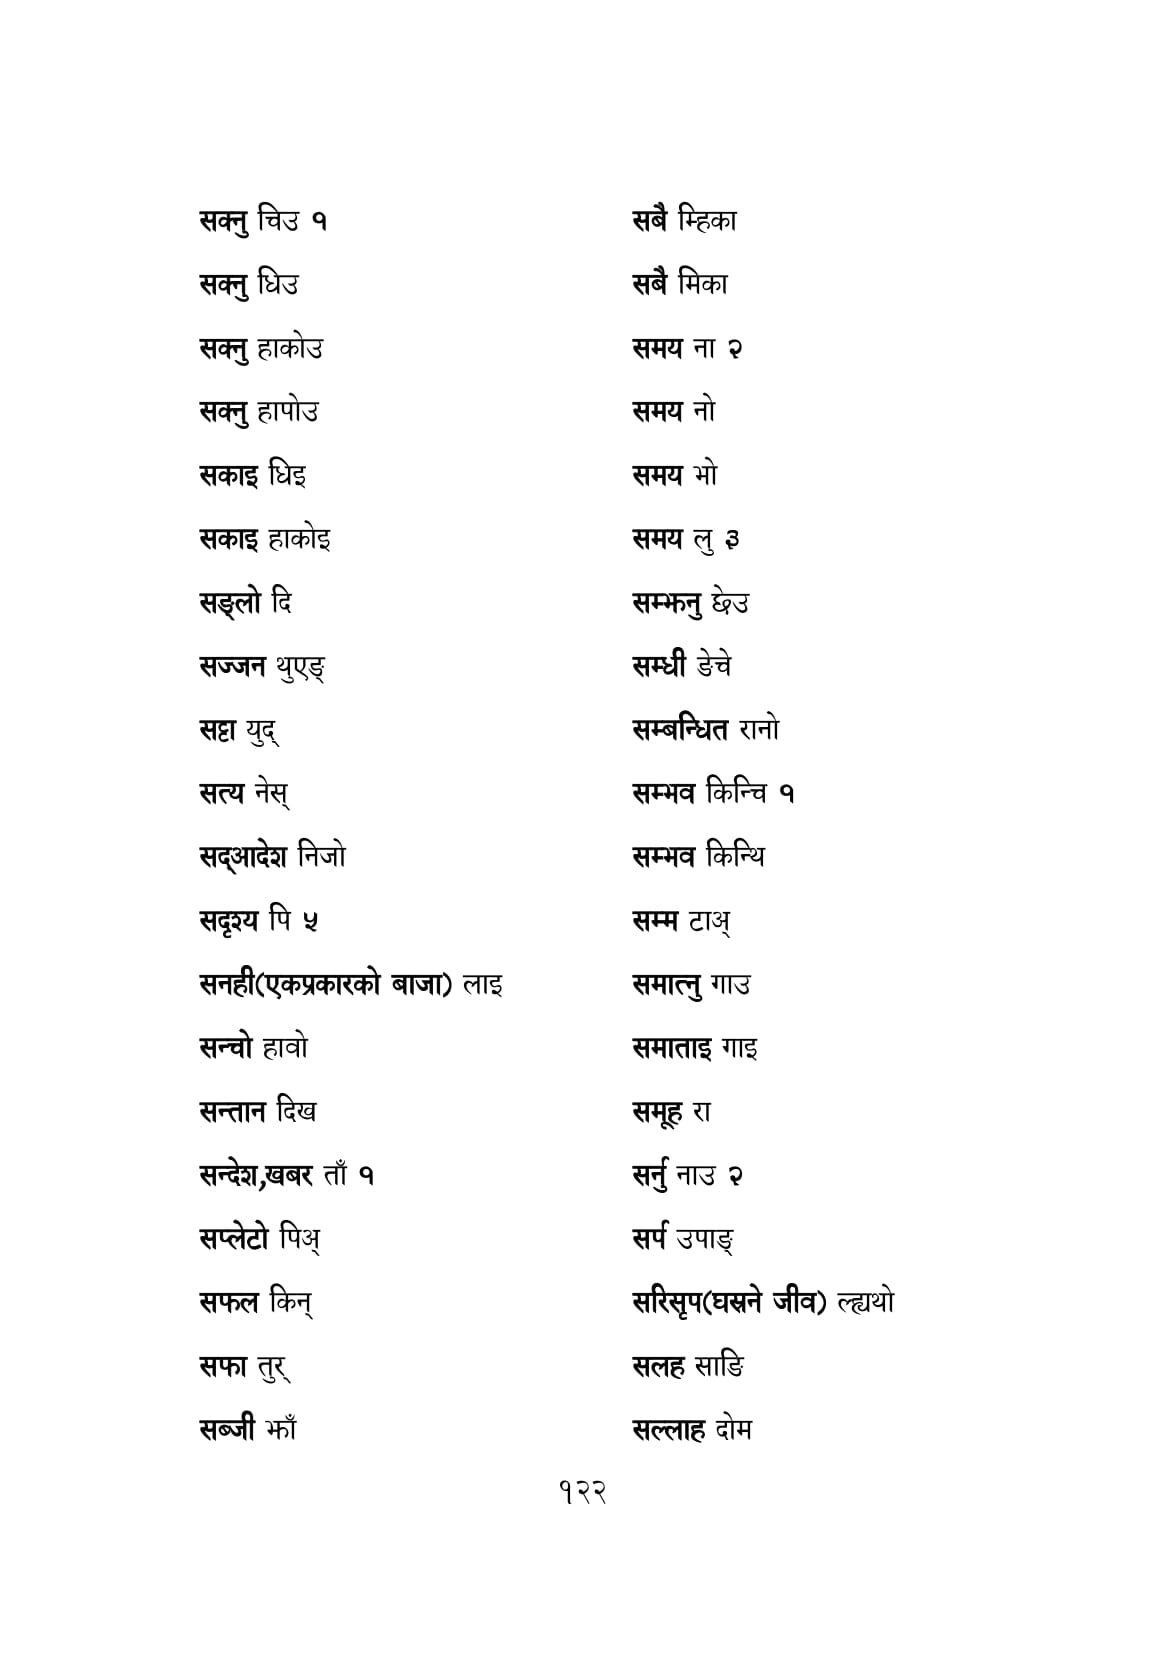 सक्नु चिउ १
सक्नु धिउ
सक्नु हाकोउ
सक्नु हापोउ
सकाइ धिइ
सकाइ हाकोइ
सङ्लो दि
सज्जन थुएङ्
सट्टा युद्
सत्य नेस्
सद्आदेश निजो
सदृश्य पि ५
सनही(एकप्रकारको बाजा) लाइ
सन्चो हावो
सन्तान दिख
सन्देश,खबर ताँ १
सप्लेटो पिअ्
सफल किन्
सफा तुर्
सब्जी झाँ
सबै म्हिका
सबै मिका
समय ना २
समय नो
समय भो
समय लु ३
सम्झनु छेउ
सम्धी ङेचे
सम्बन्धित रानो
सम्भव किन्चि १
सम्भव किन्थि
सम्म टाअ्
समात्नु गाउ
समाताइ गाइ
समूह रा
सर्नु नाउ २
सर्प उपाङ्
सरिसृप(घस्रने जीव) ल्ह्यथो
सलह साङि
सल्लाह दोम
१२२